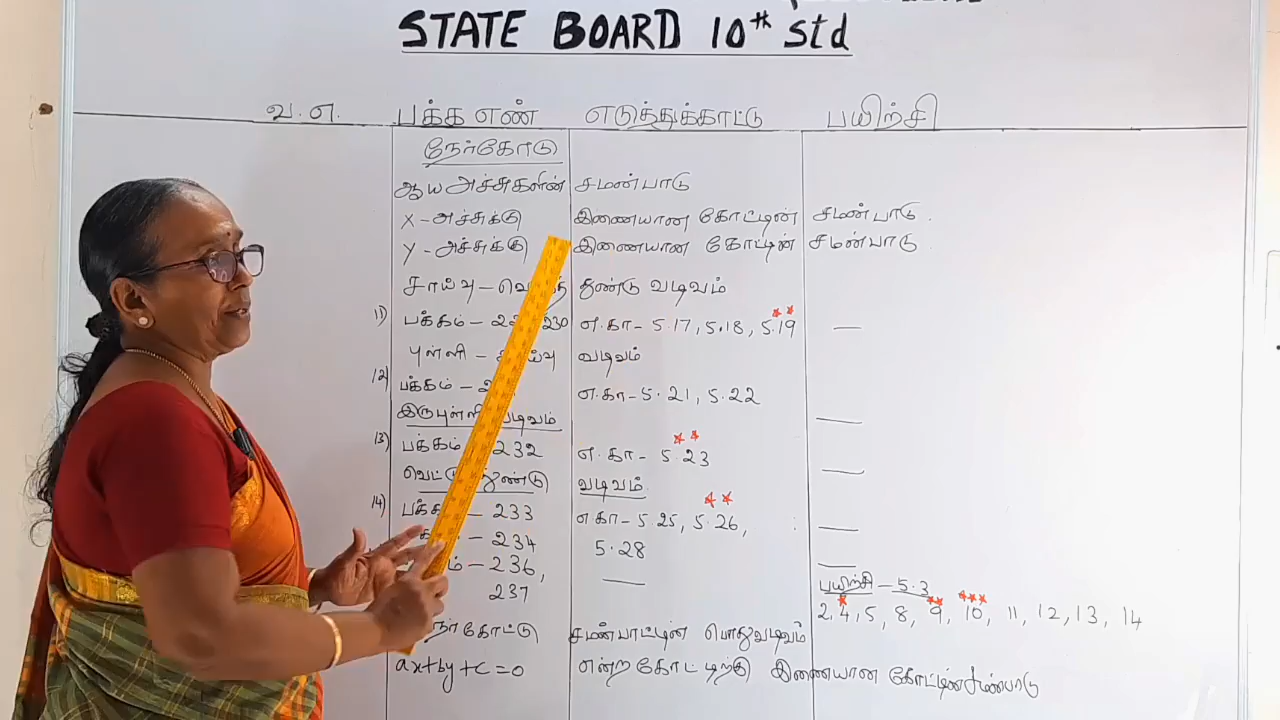 STATE BOARD 10th Std
வ.எ. பக்க எண் எடுத்துக்காட்டு பயிற்சி
நேர்கோடு
ஆய அச்சுகளின் சமன்பாடு
X-அச்சுக்கு இணையான கோட்டின் சமன்பாடு.
y-அச்சுக்கு இணையான கோட்டின் சமன்பாடு
சாய்வு - துண்டு வடிவம்
11) பக்கம் - எ.கா - 5.17, 5.18, 5.19 —
புள்ளி - வடிவம்
12) பக்கம் - எ.கா - 5.21, 5.22
இருபுள்ளி வடிவம் —
13) பக்கம் 232 எ.கா - 5.23
துண்டு வடிவம். —
14) 233 எ.கா - 5.25, 5.26,
- 234 5.28 —
- 236, — பயிற்சி - 5.3
237 2, 4, 5, 8, 9, 10, 11, 12, 13, 14
நேர்கோட்டு சமன்பாட்டின் பொதுவடிவம்
ax+by+c=0 என்ற கோட்டிற்கு இணையான கோட்டின் சமன்பாடு